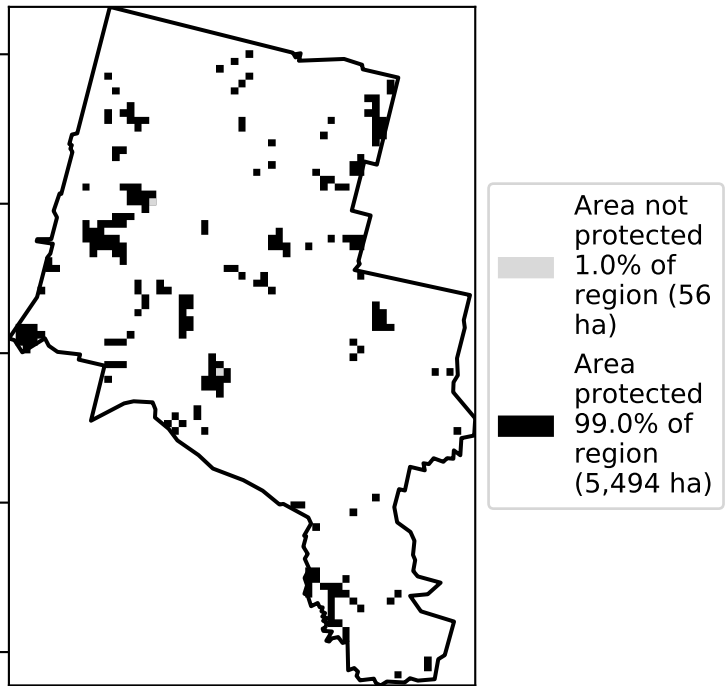 Area not
protected
1.0% of
region (56
ha)
Area
protected
99.0% of
region
(5,494 ha)